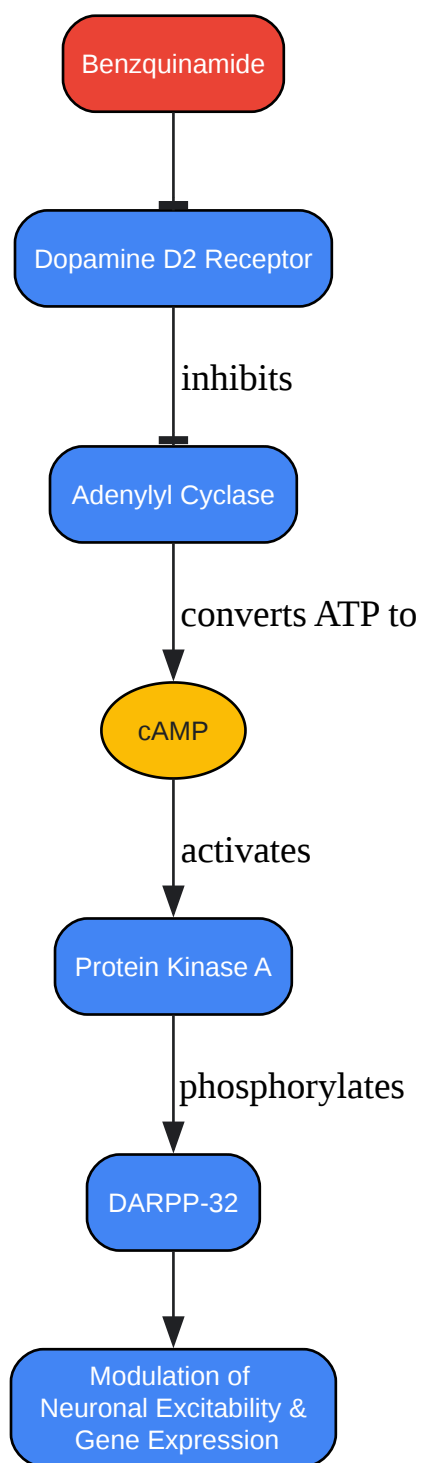 Benzquinamide
Dopamine D2 Receptor
inhibits
Adenylyl Cyclase
converts ATP to
cAMP
activates
Protein Kinase A
phosphorylates
DARPP-32
Modulation of
Neuronal Excitability &
Gene Expression